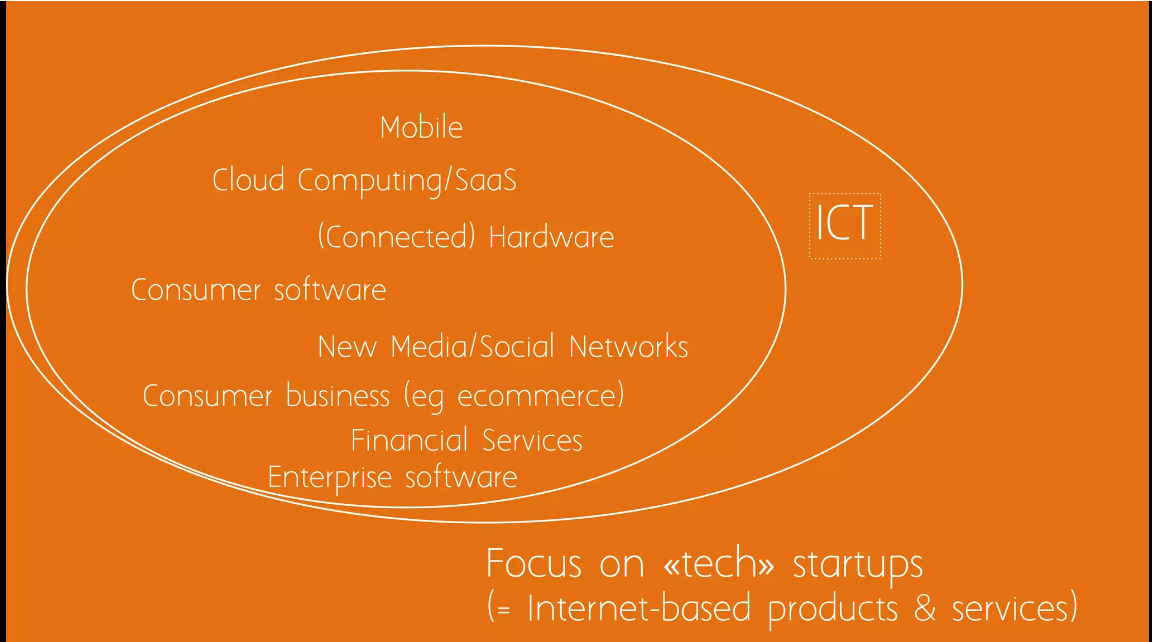 Mobile
Cloud Computing/SaaS
(Connected) Hardware
ICT
Consumer software
New Media/Social Networks
Consumer business (eg ecommerce)
Financial Services
Enterprise software
Focus on «tech» startups
(= Internet-based products & services)